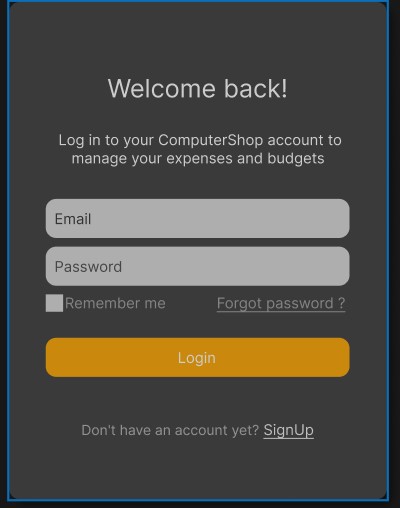 Welcome back!
Log in to your ComputerShop account to
manage your expenses and budgets
Email
Password
Remember me Forgot password ?
Login
Don't have an account yet? SignUp